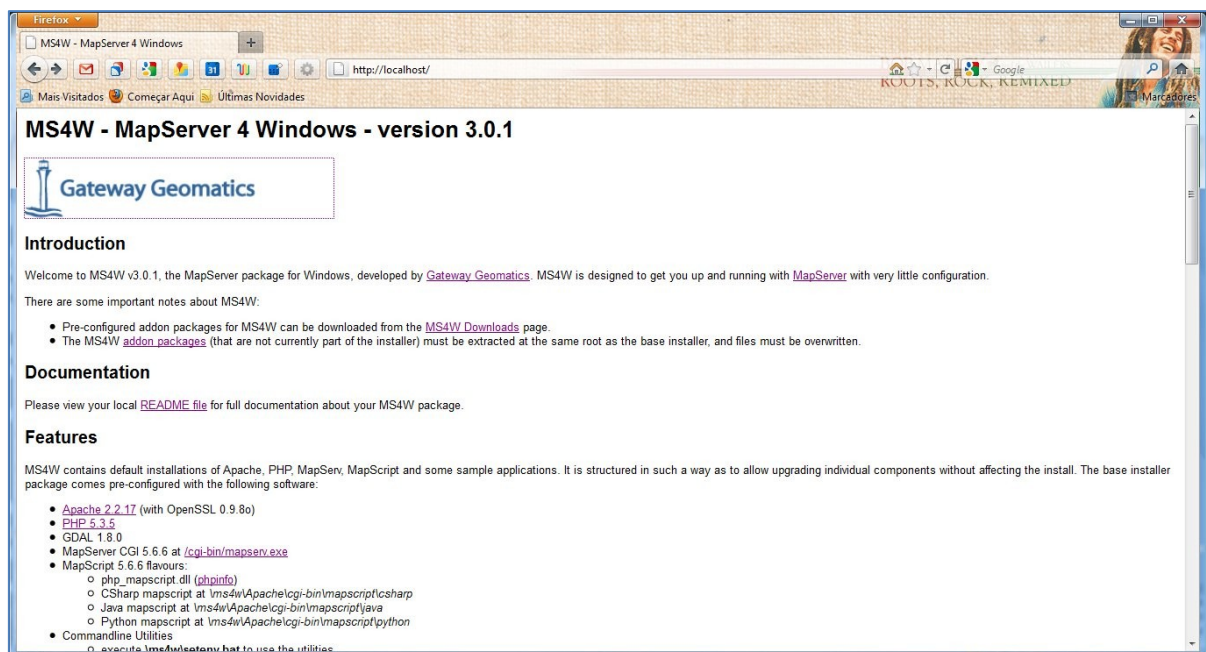 Firefox
MS4W - MapServer 4 Windows
31
http://localhost/
Google
ROOTS, ROCK, REMIXED
Mais Visitados
Começar Aqui
Últimas Novidades
Marcadores
MS4W - MapServer 4 Windows - version 3.0.1
Gateway Geomatics
Introduction
Welcome to MS4W v3.0.1, the MapServer package for Windows, developed by Gateway Geomatics. MS4W is designed to get you up and running with MapServer with very little configuration.
There are some important notes about MS4W:
Pre-configured addon packages for MS4W can be downloaded from the MS4W Downloads page.
The MS4W addon packages (that are not currently part of the installer) must be extracted at the same root as the base installer, and files must be overwritten.
Documentation
Please view your local README file for full documentation about your MS4W package.
Features
MS4W contains default installations of Apache, PHP, MapServ, MapScript and some sample applications. It is structured in such a way as to allow upgrading individual components without affecting the install. The base installer
package comes pre-configured with the following software:
Apache 2.2.17 (with OpenSSL 0.9.8o)
PHP 5.3.5
GDAL 1.8.0
MapServer CGI 5.6.6 at /cgi-bin/mapserv.exe
MapScript 5.6.6 flavours:
php_mapscript.dll (phpinfo)
CSharp mapscript at \ms4w\Apache\cgi-bin\mapscript\csharp
Java mapscript at \ms4w\Apache\cgi-bin\mapscript\java
Python mapscript at \ms4w\Apache\cgi-bin\mapscript\python
Commandline Utilities
execute \ms4w\setenv.bat to use the utilities